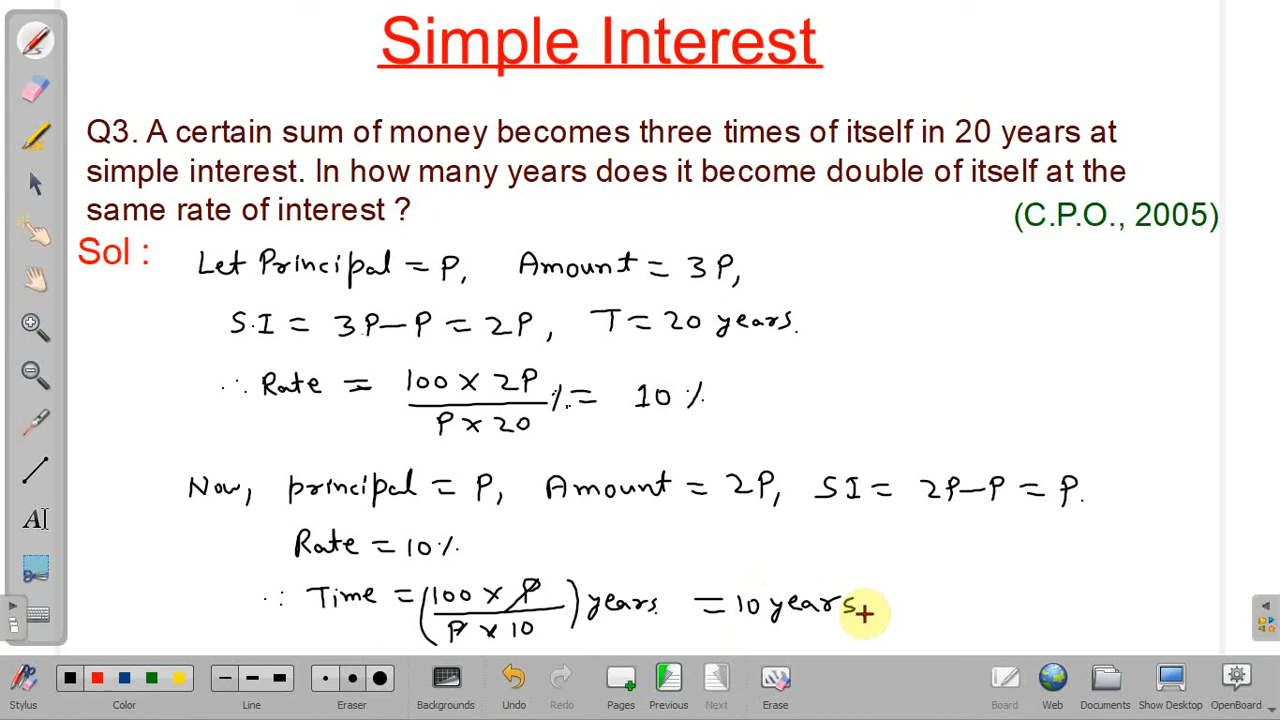 Simple Interest
Q3. A certain sum of money becomes three times of itself in 20 years at
simple interest. In how many years does it become double of itself at the
same rate of interest ?
(C.P.O., 2005)
Sol :
Let Principal = P, Amount = 3P,
S.I = 3P-P = 2P, T = 20 years.
∴ Rate = (100 × 2P)/(P × 20) % = 10 %
Now, principal = P, Amount = 2P, SI = 2P-P = P.
Rate = 10%
∴ Time = (100 × P / P × 10) years = 10 years
AI
Color
Line
Eraser
Backgrounds
Undo
Redo
Pages
Previous
Next
Erase
Board
Web
Documents
Show Desktop
OpenBoard
Stylus